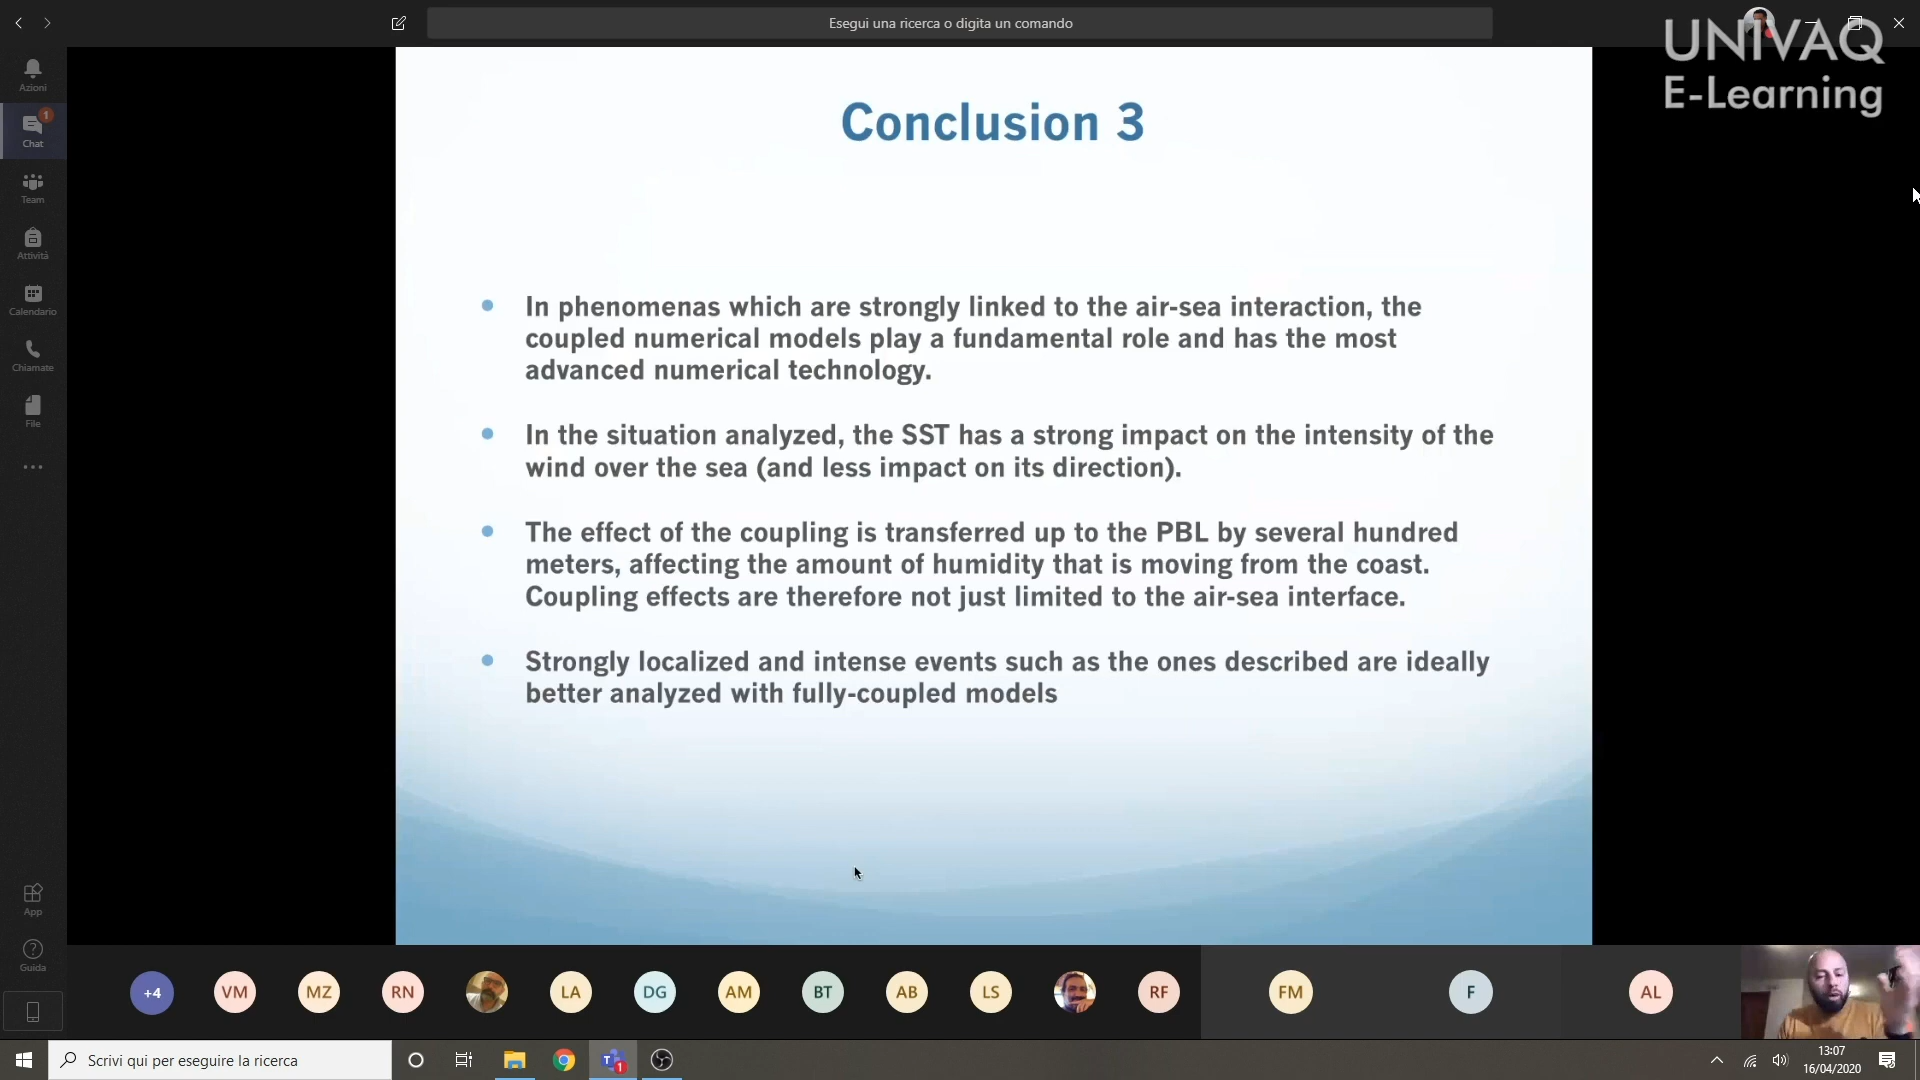 Esegui una ricerca o digita un comando
UNIVAQ
E-Learning
Azioni
1
Chat
Team
Attività
Calendario
Chiamate
File
App
Guida
Conclusion 3
In phenomenas which are strongly linked to the air-sea interaction, the
coupled numerical models play a fundamental role and has the most
advanced numerical technology.
In the situation analyzed, the SST has a strong impact on the intensity of the
wind over the sea (and less impact on its direction).
The effect of the coupling is transferred up to the PBL by several hundred
meters, affecting the amount of humidity that is moving from the coast.
Coupling effects are therefore not just limited to the air-sea interface.
Strongly localized and intense events such as the ones described are ideally
better analyzed with fully-coupled models
+4 VM MZ RN LA DG AM BT AB LS RF FM F AL
Scrivi qui per eseguire la ricerca
1
13:07
16/04/2020